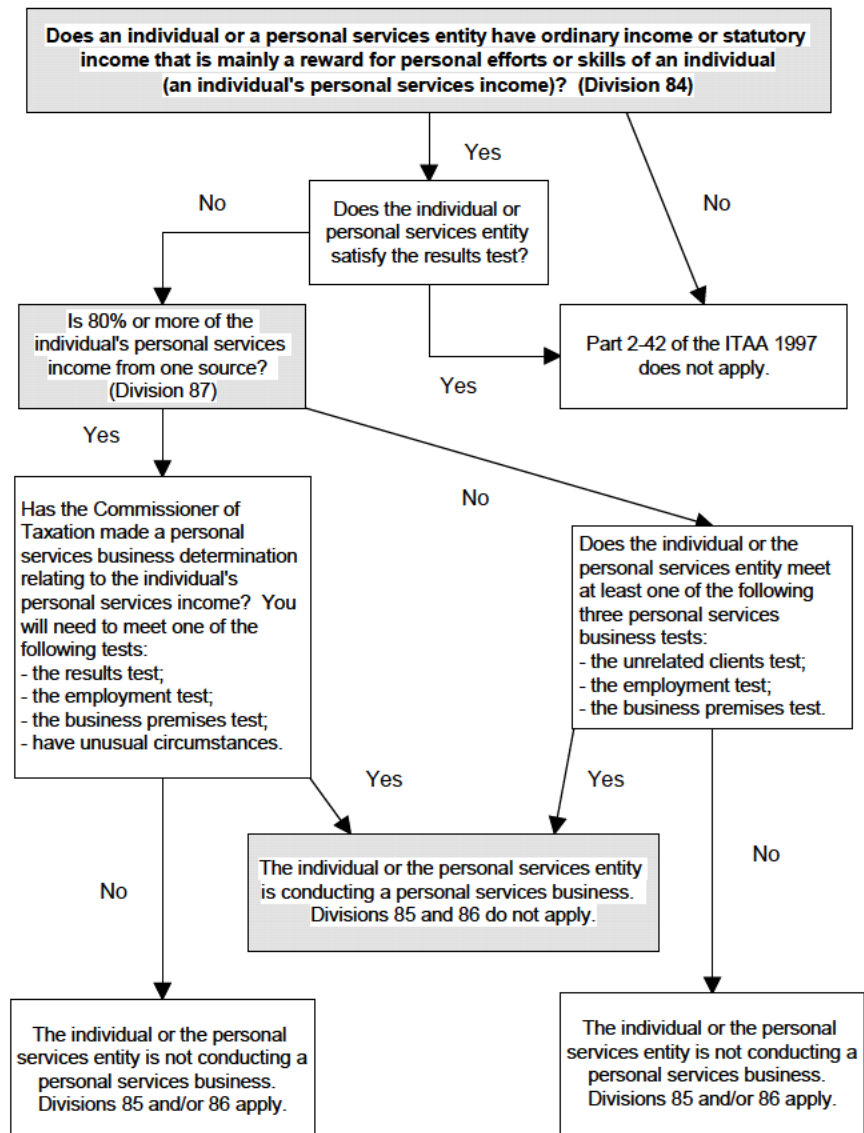 Does an individual or a personal services entity have ordinary income or statutory
income that is mainly a reward for personal efforts or skills of an individual
(an individual's personal services income)? (Division 84)
Yes
No
No
Does the individual or
personal services entity
satisfy the results test?
Is 80% or more of the
individual's personal services
income from one source?
(Division 87)
Part 2-42 of the ITAA 1997
does not apply.
Yes
Yes
No
Has the Commissioner of
Taxation made a personal
services business determination
relating to the individual's
personal services income? You
will need to meet one of the
following tests:
- the results test;
- the employment test;
- the business premises test;
- have unusual circumstances.
Does the individual or the
personal services entity meet
at least one of the following
three personal services
business tests:
- the unrelated clients test;
- the employment test;
- the business premises test.
Yes
Yes
The individual or the personal services entity
is conducting a personal services business.
Divisions 85 and 86 do not apply.
No
No
The individual or the personal
services entity is not conducting a
personal services business.
Divisions 85 and/or 86 apply.
The individual or the personal
services entity is not conducting a
personal services business.
Divisions 85 and/or 86 apply.